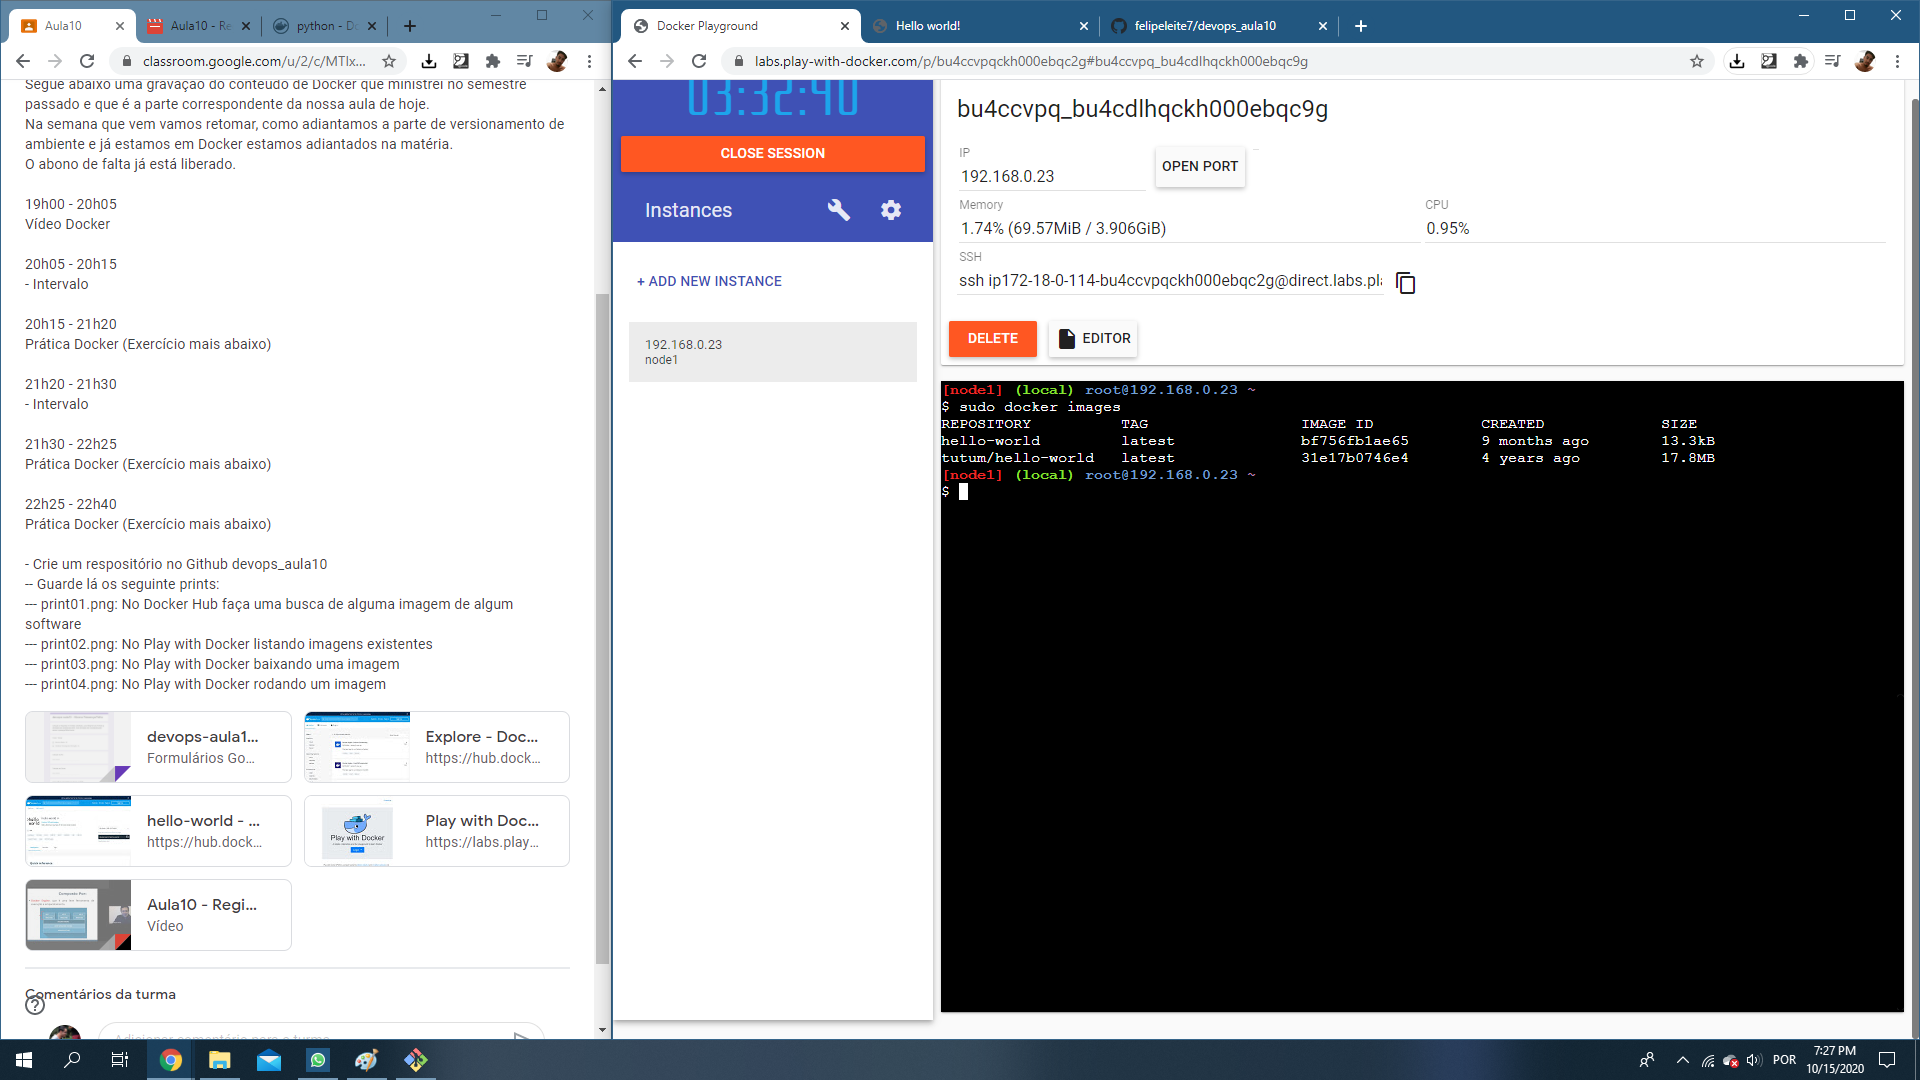 Aula10
Aula10 - Re
python - Do
classroom.google.com/u/2/c/MTIx...
Segue abaixo uma gravação do conteúdo de Docker que ministrei no semestre
passado e que é a parte correspondente da nossa aula de hoje.
Na semana que vem vamos retomar, como adiantamos a parte de versionamento de
ambiente e já estamos em Docker estamos adiantados na matéria.
O abono de falta já está liberado.
19h00 - 20h05
Vídeo Docker
20h05 - 20h15
- Intervalo
20h15 - 21h20
Prática Docker (Exercício mais abaixo)
21h20 - 21h30
- Intervalo
21h30 - 22h25
Prática Docker (Exercício mais abaixo)
22h25 - 22h40
Prática Docker (Exercício mais abaixo)
- Crie um respositório no Github devops_aula10
-- Guarde lá os seguinte prints:
--- print01.png: No Docker Hub faça uma busca de alguma imagem de algum
software
--- print02.png: No Play with Docker listando imagens existentes
--- print03.png: No Play with Docker baixando uma imagem
--- print04.png: No Play with Docker rodando um imagem
devops-aula1...
Formulários Go...
Explore - Doc...
https://hub.dock...
hello-world - ...
https://hub.dock...
Play with Docker
Play with Doc...
https://labs.play...
Aula10 - Regi...
Vídeo
Comentários da turma
Adicionar comentário para a turma
Docker Playground
Hello world!
felipeleite7/devops_aula10
labs.play-with-docker.com/p/bu4ccvpqckh000ebqc2g#bu4ccvpq_bu4cdlhqckh000ebqc9g
03:32:40
CLOSE SESSION
Instances
+ ADD NEW INSTANCE
192.168.0.23
node1
bu4ccvpq_bu4cdlhqckh000ebqc9g
IP
192.168.0.23
OPEN PORT
Memory
1.74% (69.57MiB / 3.906GiB)
CPU
0.95%
SSH
ssh ip172-18-0-114-bu4ccvpqckh000ebqc2g@direct.labs.pl
DELETE
EDITOR
[node1] (local) root@192.168.0.23 ~
$ sudo docker images
REPOSITORY TAG IMAGE ID CREATED SIZE
hello-world latest bf756fb1ae65 9 months ago 13.3kB
tutum/hello-world latest 31e17b0746e4 4 years ago 17.8MB
[node1] (local) root@192.168.0.23 ~
$
POR
7:27 PM
10/15/2020